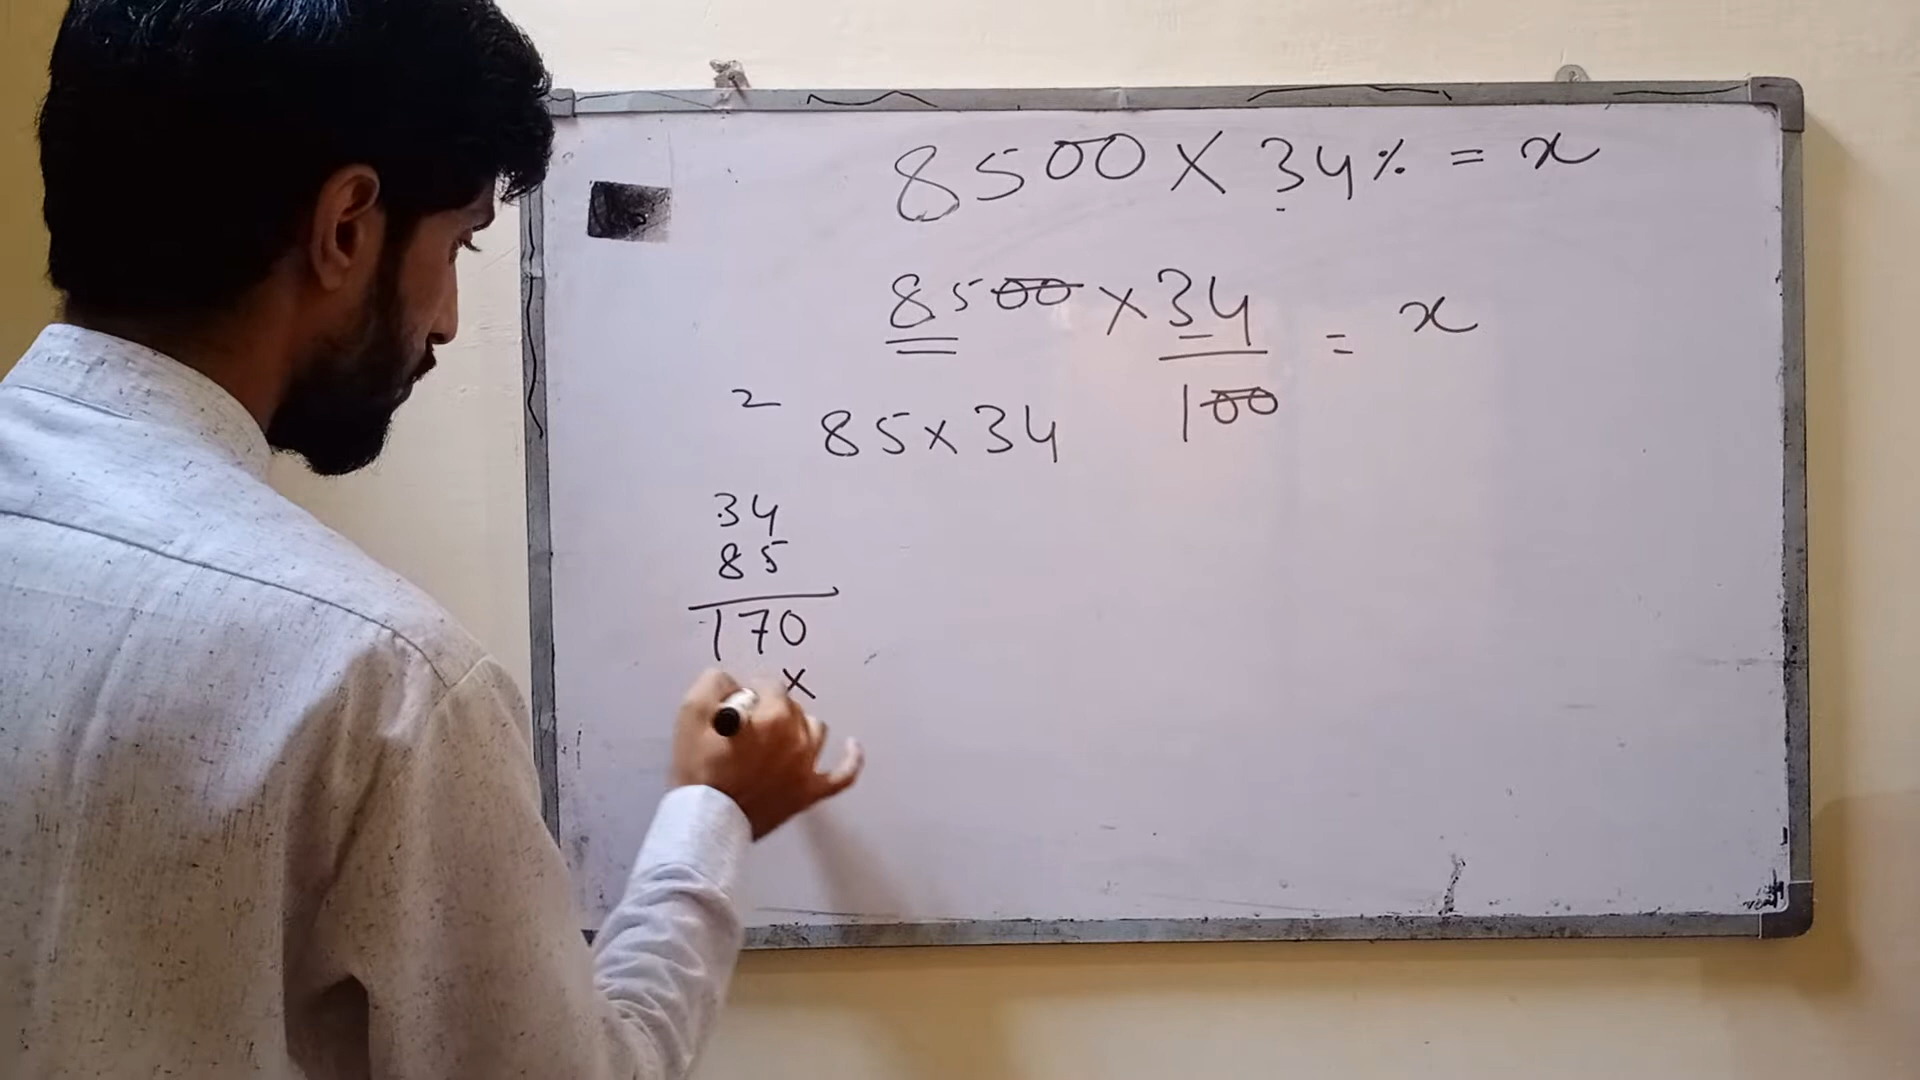 8500 X 34% = x
8500 x 34 = x
100
2
85 x 34
34
85
170
x